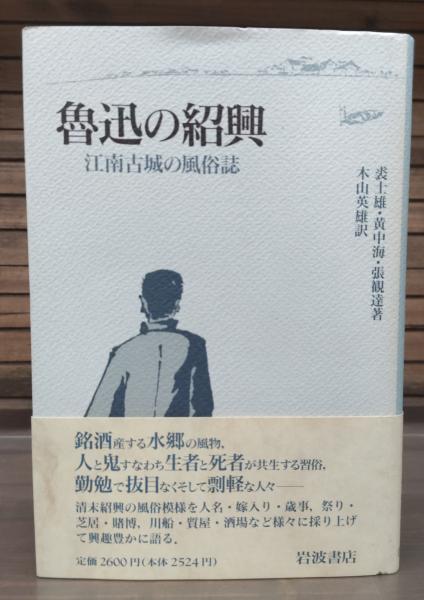 魯迅の紹興
江南古城の風俗誌
裘士雄・黄中海・張観達著
木山英雄訳
銘酒産する水郷の風物、
人と鬼すなわち生者と死者が共生する習俗、
勤勉で抜目なくそして剽軽な人々——
清末紹興の風俗模様を人名・嫁入り・歳事、祭り・
芝居・賭博、川船・質屋・酒場など様々に採り上げ
て興趣豊かに語る。
定価 2600円(本体 2524円)
岩波書店